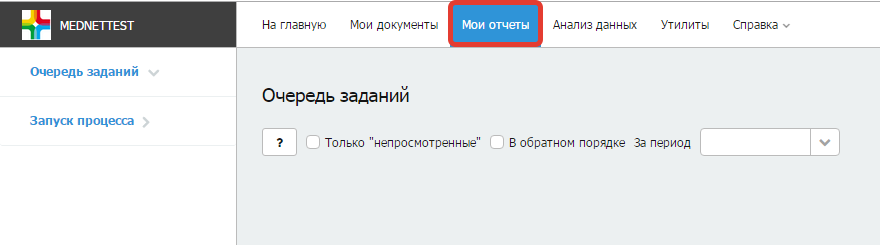 MEDNETTEST
На главную Мои документы Мои отчеты Анализ данных Утилиты Справка
Очередь заданий
Запуск процесса
Очередь заданий
? Только "непросмотренные" В обратном порядке За период